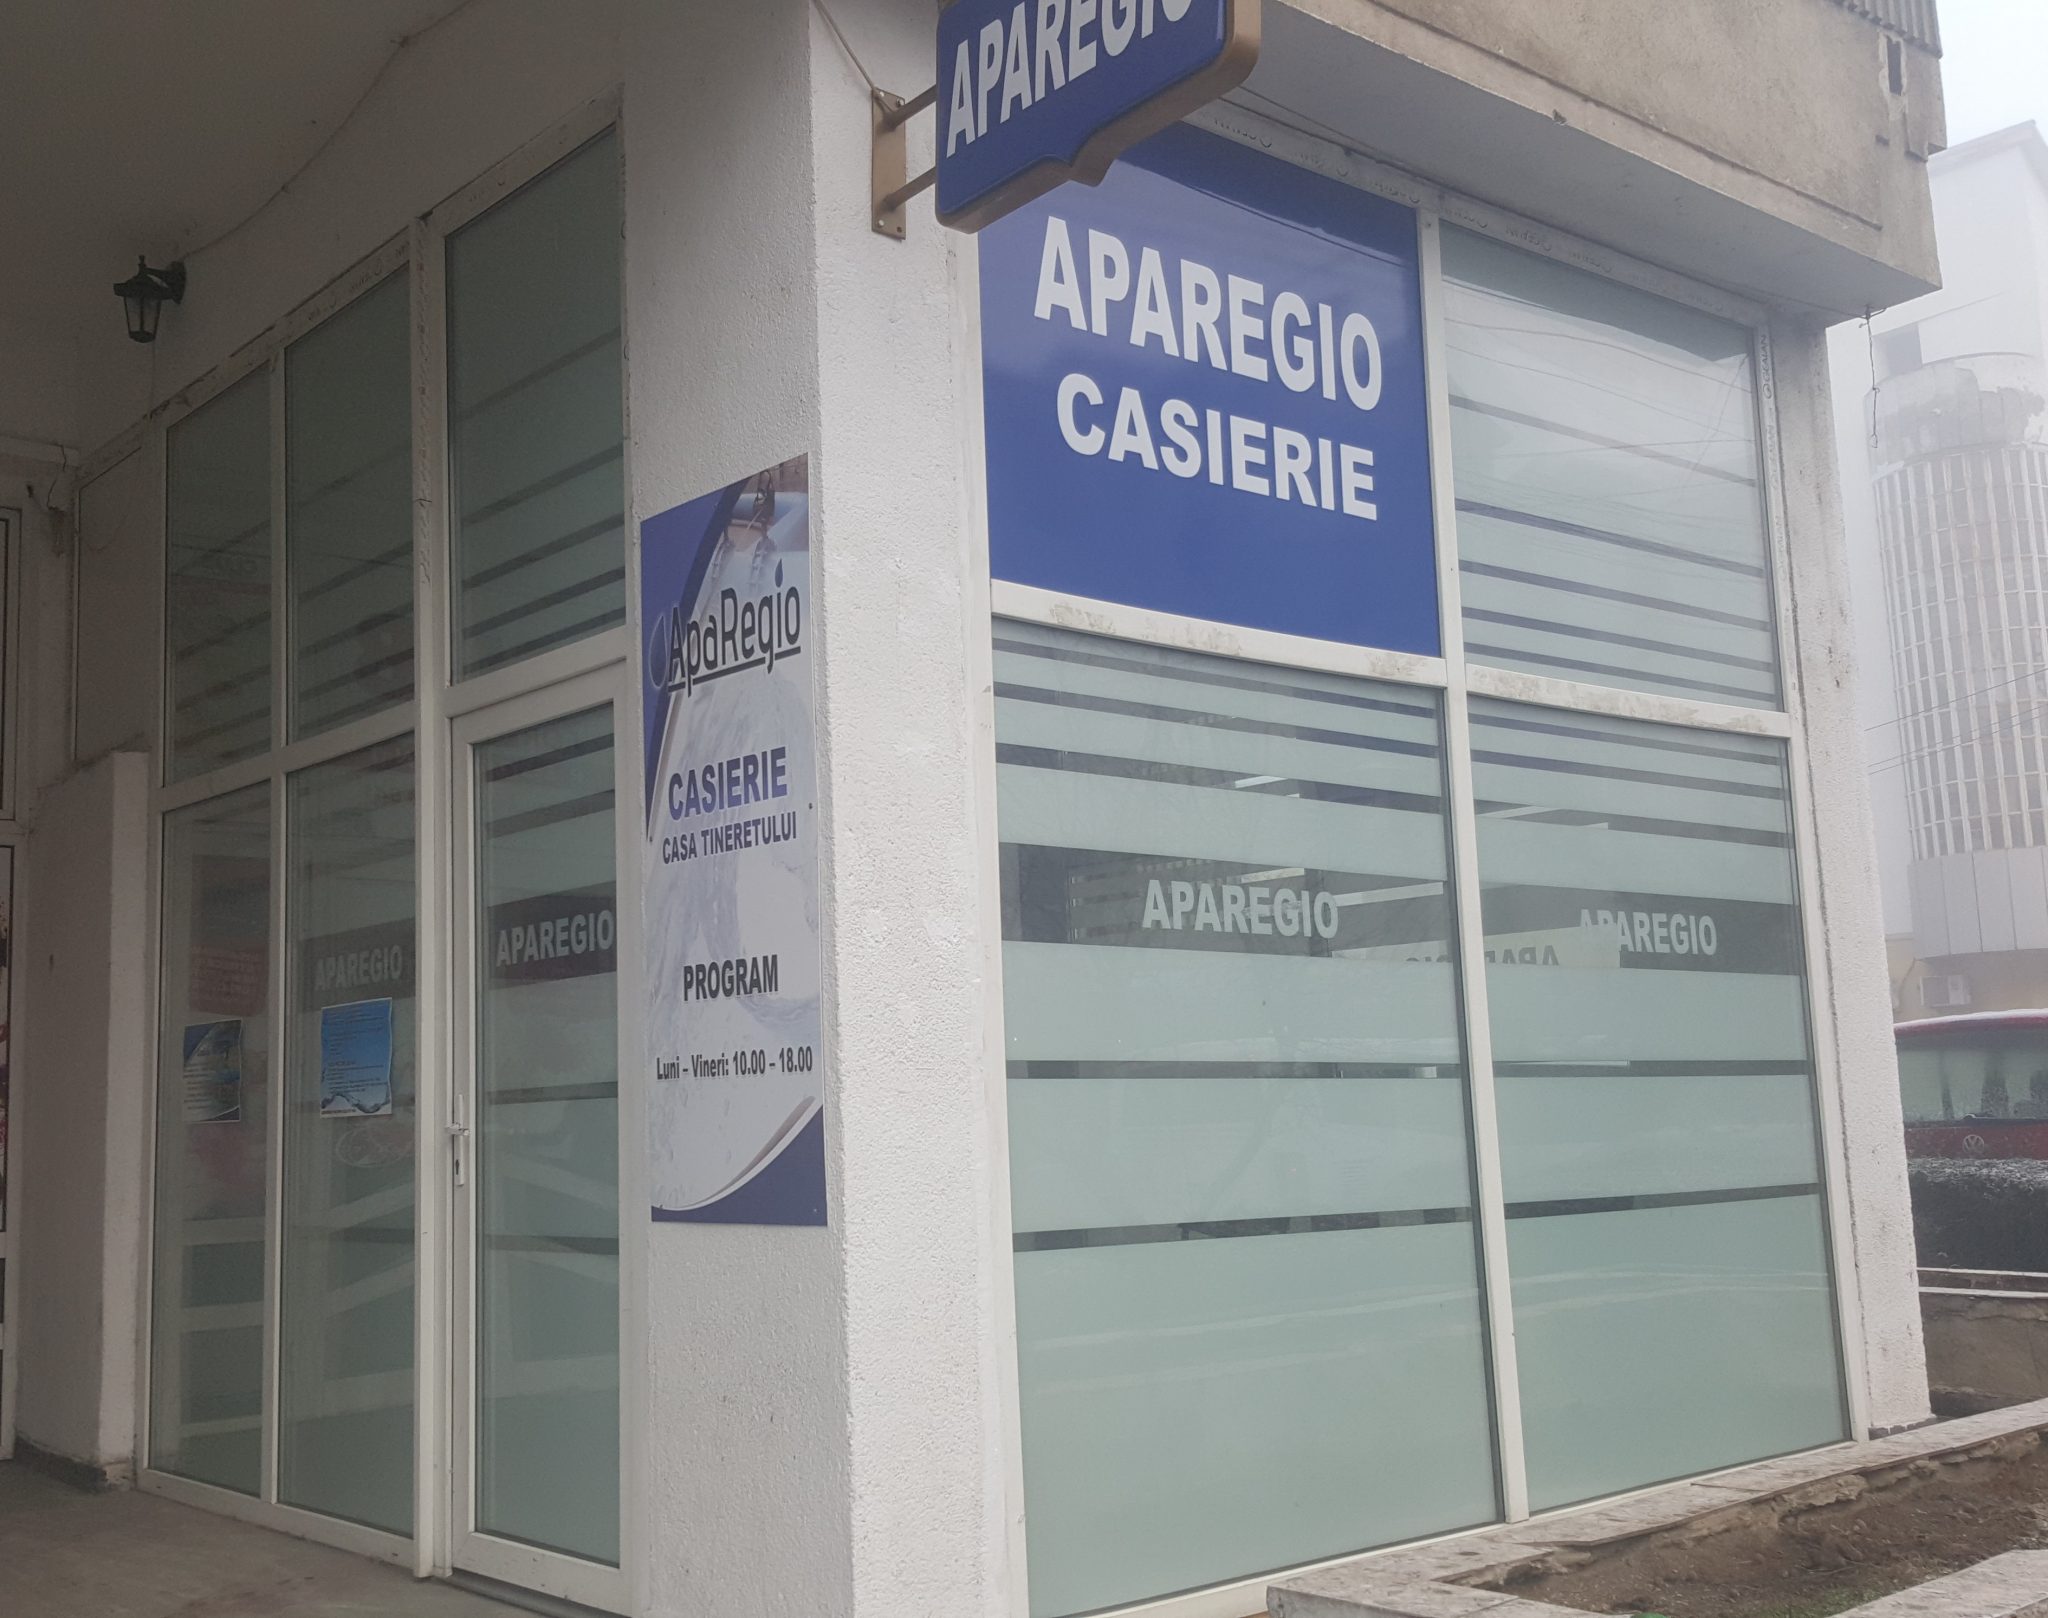 APAREGIO
APAREGIO
CASIERIE
ApaRegio
CASIERIE
CASA TINERETULUI
PROGRAM
Luni – Vineri: 10.00 – 18.00
APAREGIO
APAREGIO
APAREGIO
APAREGIO